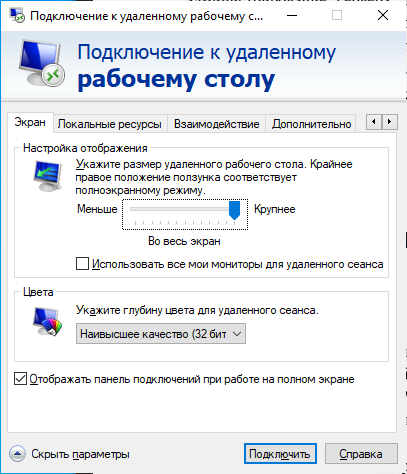 Подключение к удаленному рабочему с...
Подключение к удаленному
рабочему столу
Экран Локальные ресурсы Взаимодействие Дополнительно
Настройка отображения
Укажите размер удаленного рабочего стола. Крайнее
правое положение ползунка соответствует
полноэкранному режиму.
Меньше Крупнее
Во весь экран
Использовать все мои мониторы для удаленного сеанса
Цвета
Укажите глубину цвета для удаленного сеанса.
Наивысшее качество (32 бит
Отображать панель подключений при работе на полном экране
Скрыть параметры Подключить Справка